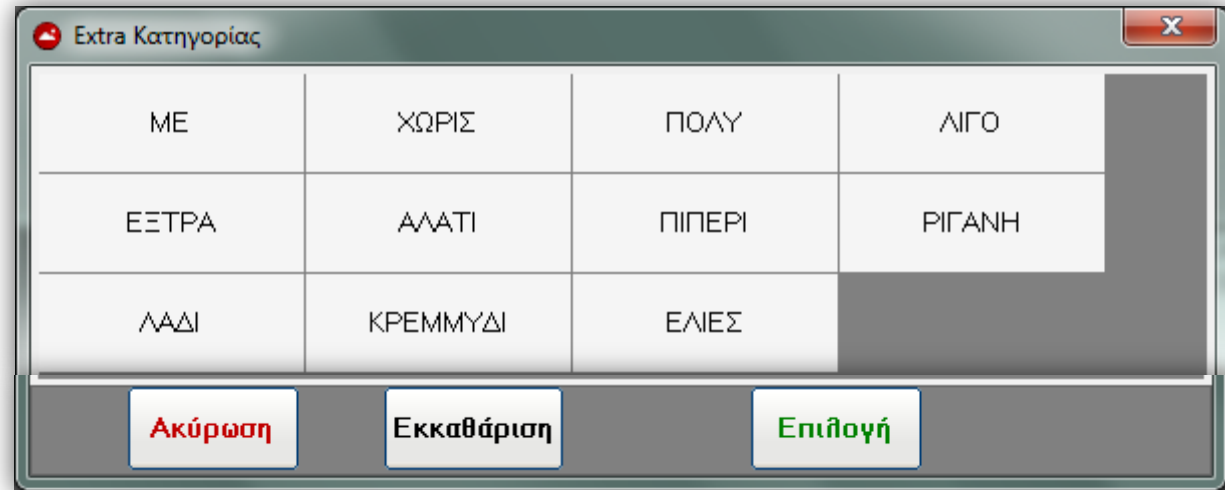 Extra Κατηγορίας
ΜΕ ΧΩΡΙΣ ΠΟΛΥ ΛΙΓΟ
ΕΞΤΡΑ ΑΛΑΤΙ ΠΙΠΕΡΙ ΡΙΓΑΝΗ
ΛΑΔΙ ΚΡΕΜΜΥΔΙ ΕΛΙΕΣ
Ακύρωση Εκκαθάριση Επιλογή